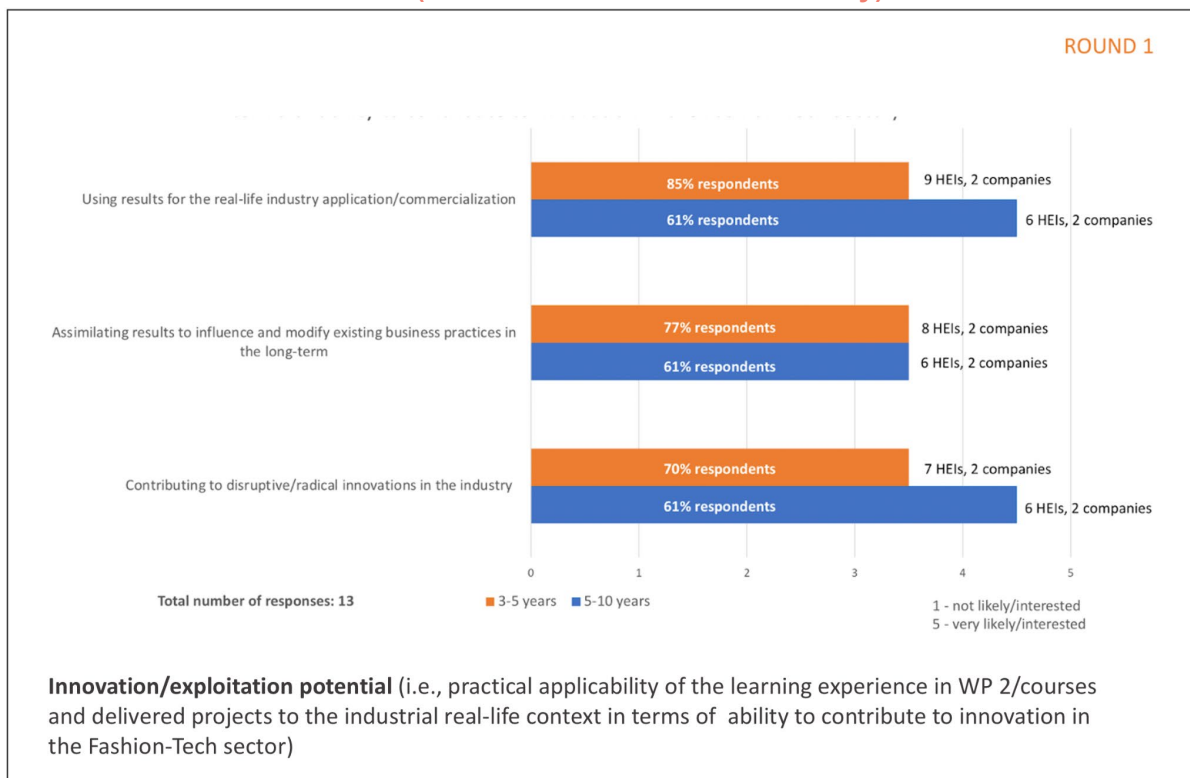 ROUND 1
Using results for the real-life industry application/commercialization
85% respondents
9 HEIs, 2 companies
61% respondents
6 HEIs, 2 companies
Assimilating results to influence and modify existing business practices in
the long-term
77% respondents
8 HEIs, 2 companies
61% respondents
6 HEIs, 2 companies
Contributing to disruptive/radical innovations in the industry
70% respondents
7 HEIs, 2 companies
61% respondents
6 HEIs, 2 companies
0 1 2 3 4 5
Total number of responses: 13
3-5 years 5-10 years
1 - not likely/interested
5 - very likely/interested
Innovation/exploitation potential (i.e., practical applicability of the learning experience in WP 2/courses
and delivered projects to the industrial real-life context in terms of ability to contribute to innovation in
the Fashion-Tech sector)